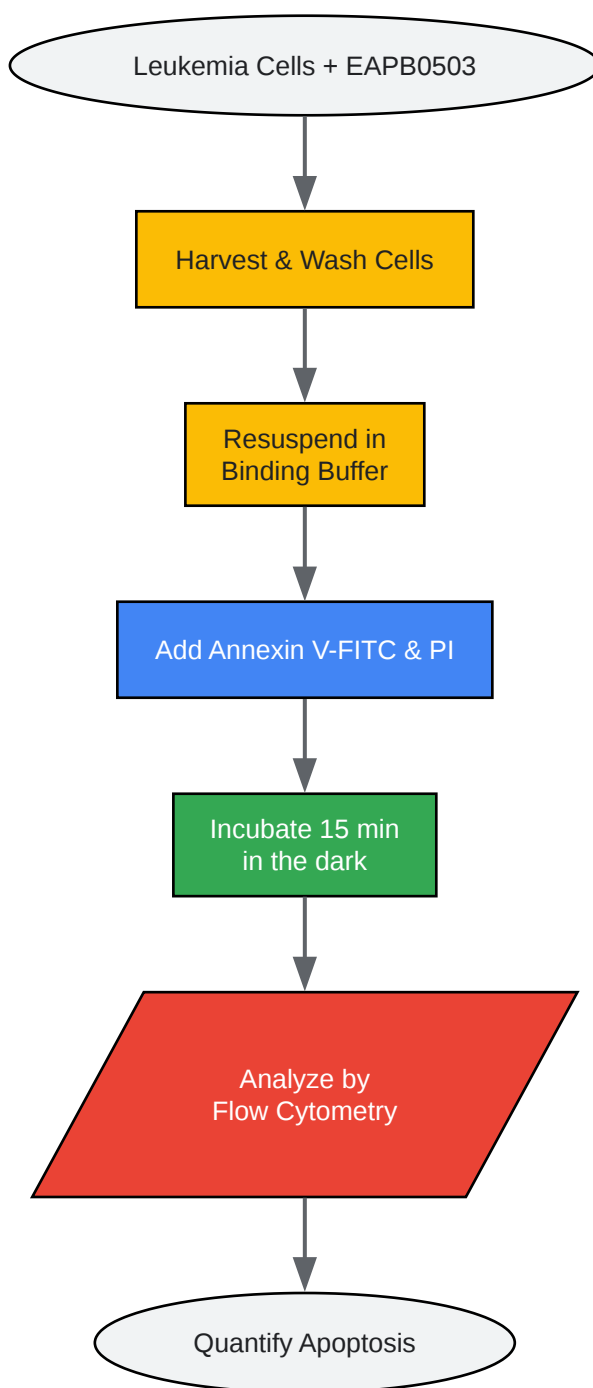 Leukemia Cells + EAPB0503
Harvest & Wash Cells
Resuspend in
Binding Buffer
Add Annexin V-FITC & PI
Incubate 15 min
in the dark
Analyze by
Flow Cytometry
Quantify Apoptosis